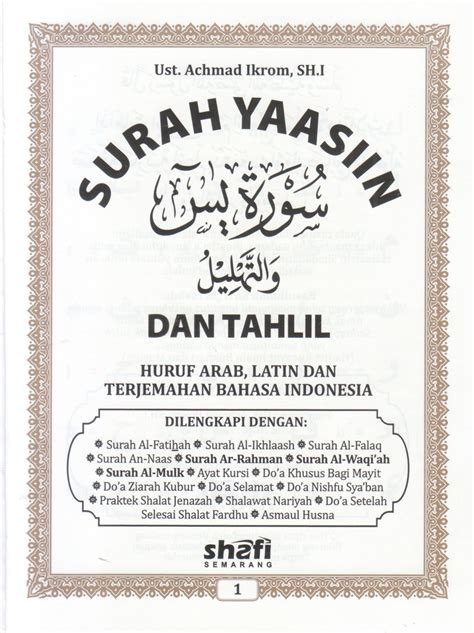 Ust. Achmad Ikrom, SH.I
SURAH YAASIIN
سُوْرَةُ يٰسٓ
وَالتَّهْلِيْلُ
DAN TAHLIL
HURUF ARAB, LATIN DAN
TERJEMAHAN BAHASA INDONESIA
DILENGKAPI DENGAN:
❁ Surah Al-Fatihah ❁ Surah Al-Ikhlaash ❁ Surah Al-Falaq
❁ Surah An-Naas ❁ Surah Ar-Rahman ❁ Surah Al-Waqi'ah
❁ Surah Al-Mulk ❁ Ayat Kursi ❁ Do'a Khusus Bagi Mayit
❁ Do'a Ziarah Kubur ❁ Do'a Selamat ❁ Do'a Nishfu Sya'ban
❁ Praktek Shalat Jenazah ❁ Shalawat Nariyah ❁ Do'a Setelah
Selesai Shalat Fardhu ❁ Asmaul Husna
shafi
SEMARANG
1